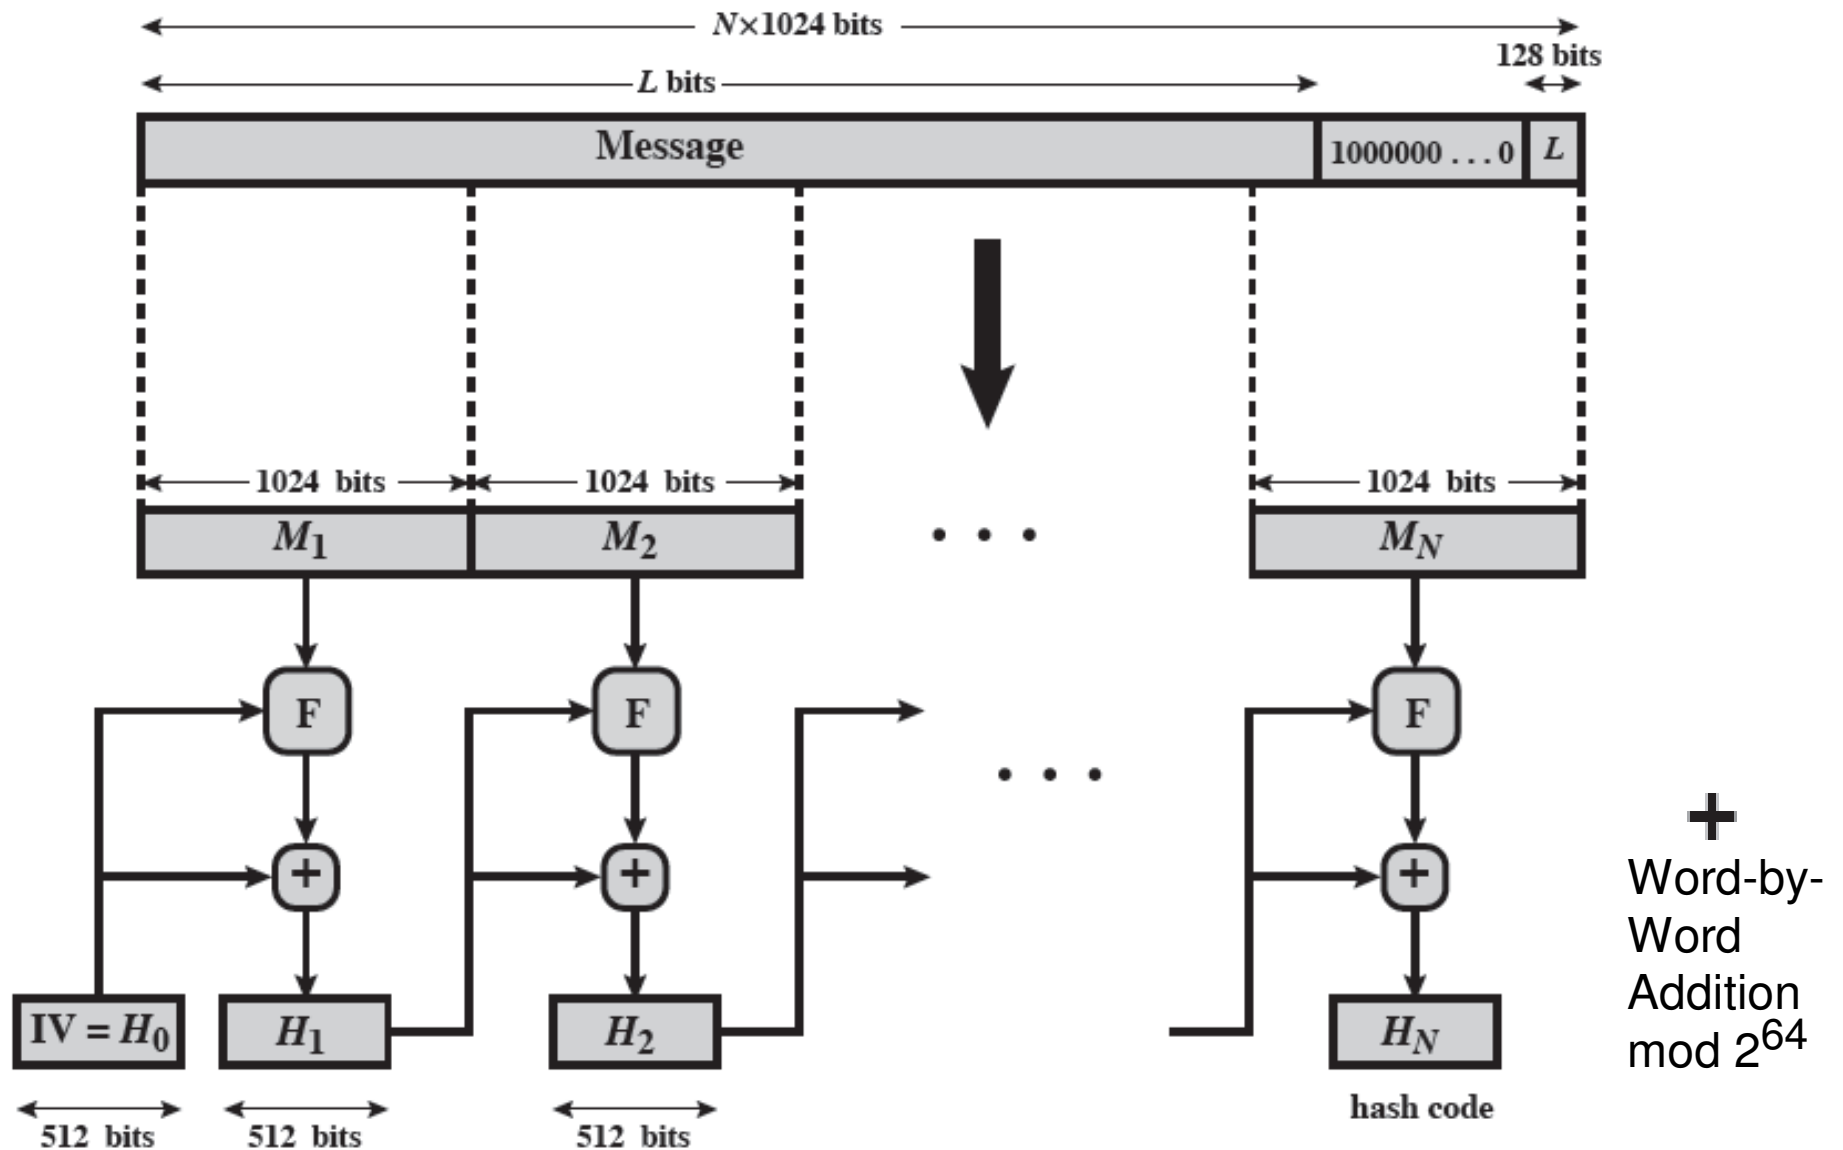 N×1024 bits
128 bits
L bits
Message
1000000 . . . 0
L
1024 bits
1024 bits
1024 bits
M1
M2
. . .
MN
F
F
F
. . .
+
+
+
+
Word-by-
Word
Addition
mod 2^64
IV = H0
H1
H2
HN
512 bits
512 bits
512 bits
hash code